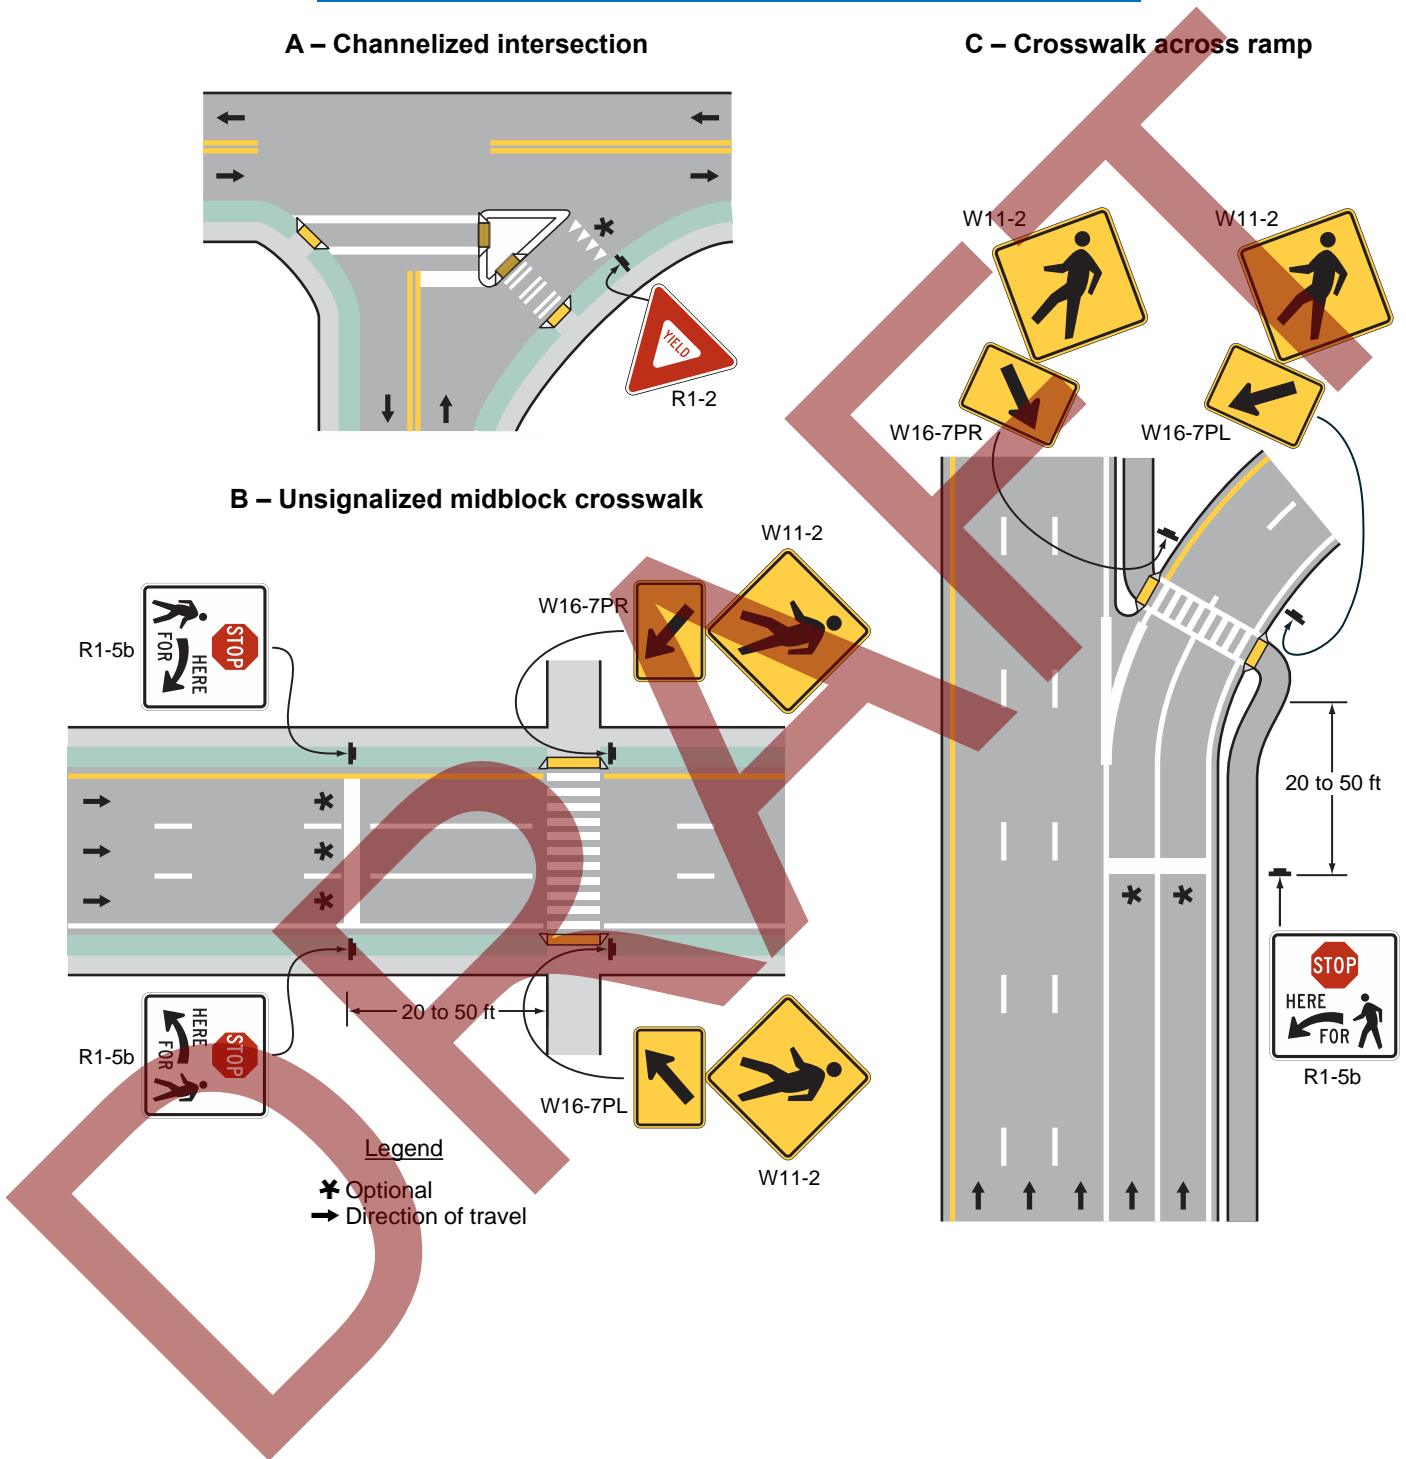 A – Channelized intersection
YIELD
R1-2
B – Unsignalized midblock crosswalk
W11-2
W16-7PR
R1-5b
STOP
HERE
FOR
20 to 50 ft
R1-5b
STOP
HERE
FOR
W16-7PL
W11-2
Legend
Optional
Direction of travel
C – Crosswalk across ramp
W11-2
W11-2
W16-7PR
W16-7PL
20 to 50 ft
STOP
HERE
FOR
R1-5b
DRAFT